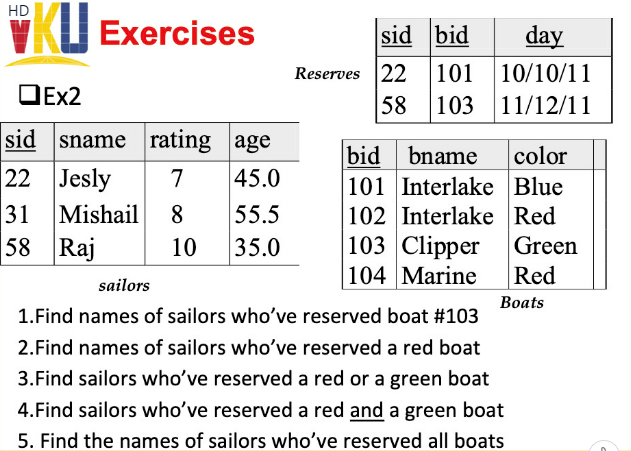 HD
VKU Exercises
❑Ex2
Reserves
sid bid day
22 101 10/10/11
58 103 11/12/11
sid sname rating age
22 Jesly 7 45.0
31 Mishail 8 55.5
58 Raj 10 35.0
sailors
bid bname color
101 Interlake Blue
102 Interlake Red
103 Clipper Green
104 Marine Red
Boats
1.Find names of sailors who’ve reserved boat #103
2.Find names of sailors who’ve reserved a red boat
3.Find sailors who’ve reserved a red or a green boat
4.Find sailors who’ve reserved a red and a green boat
5. Find the names of sailors who’ve reserved all boats